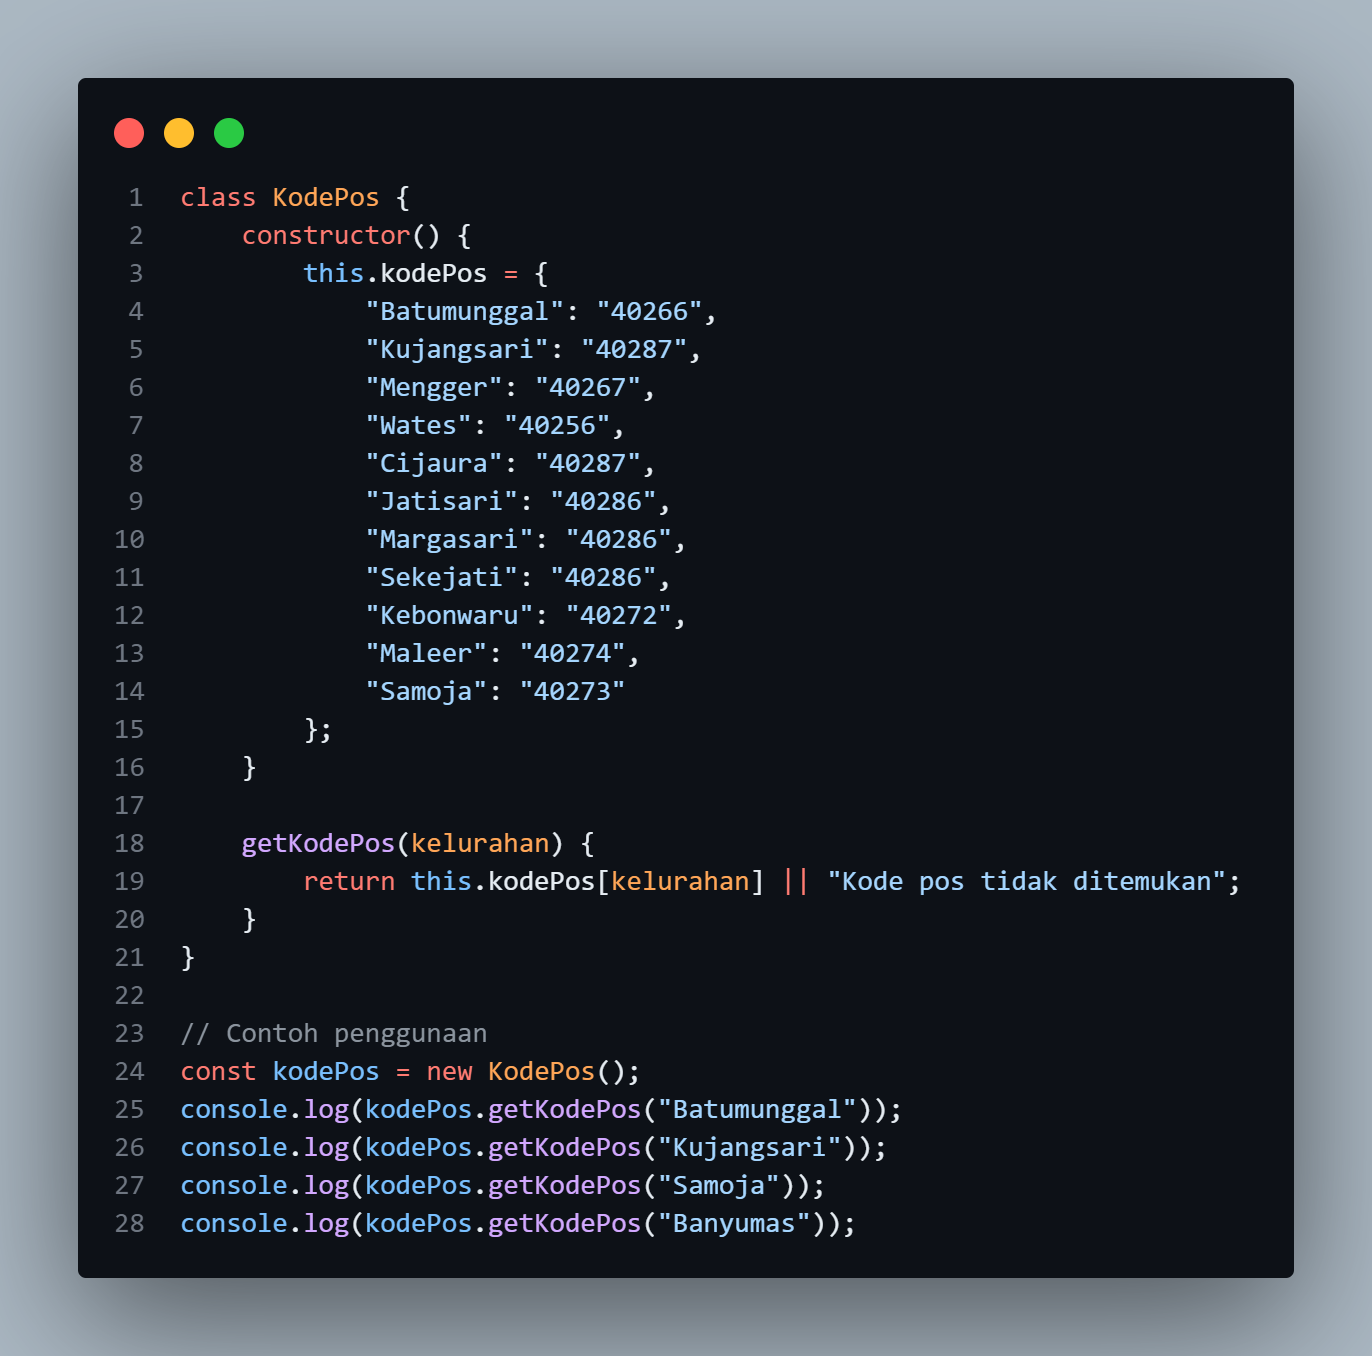 1 class KodePos {
2     constructor() {
3         this.kodePos = {
4             "Batumunggal": "40266",
5             "Kujangsari": "40287",
6             "Mengger": "40267",
7             "Wates": "40256",
8             "Cijaura": "40287",
9             "Jatisari": "40286",
10             "Margasari": "40286",
11             "Sekejati": "40286",
12             "Kebonwaru": "40272",
13             "Maleer": "40274",
14             "Samoja": "40273"
15         };
16     }
17
18     getKodePos(kelurahan) {
19         return this.kodePos[kelurahan] || "Kode pos tidak ditemukan";
20     }
21 }
22
23 // Contoh penggunaan
24 const kodePos = new KodePos();
25 console.log(kodePos.getKodePos("Batumunggal"));
26 console.log(kodePos.getKodePos("Kujangsari"));
27 console.log(kodePos.getKodePos("Samoja"));
28 console.log(kodePos.getKodePos("Banyumas"));